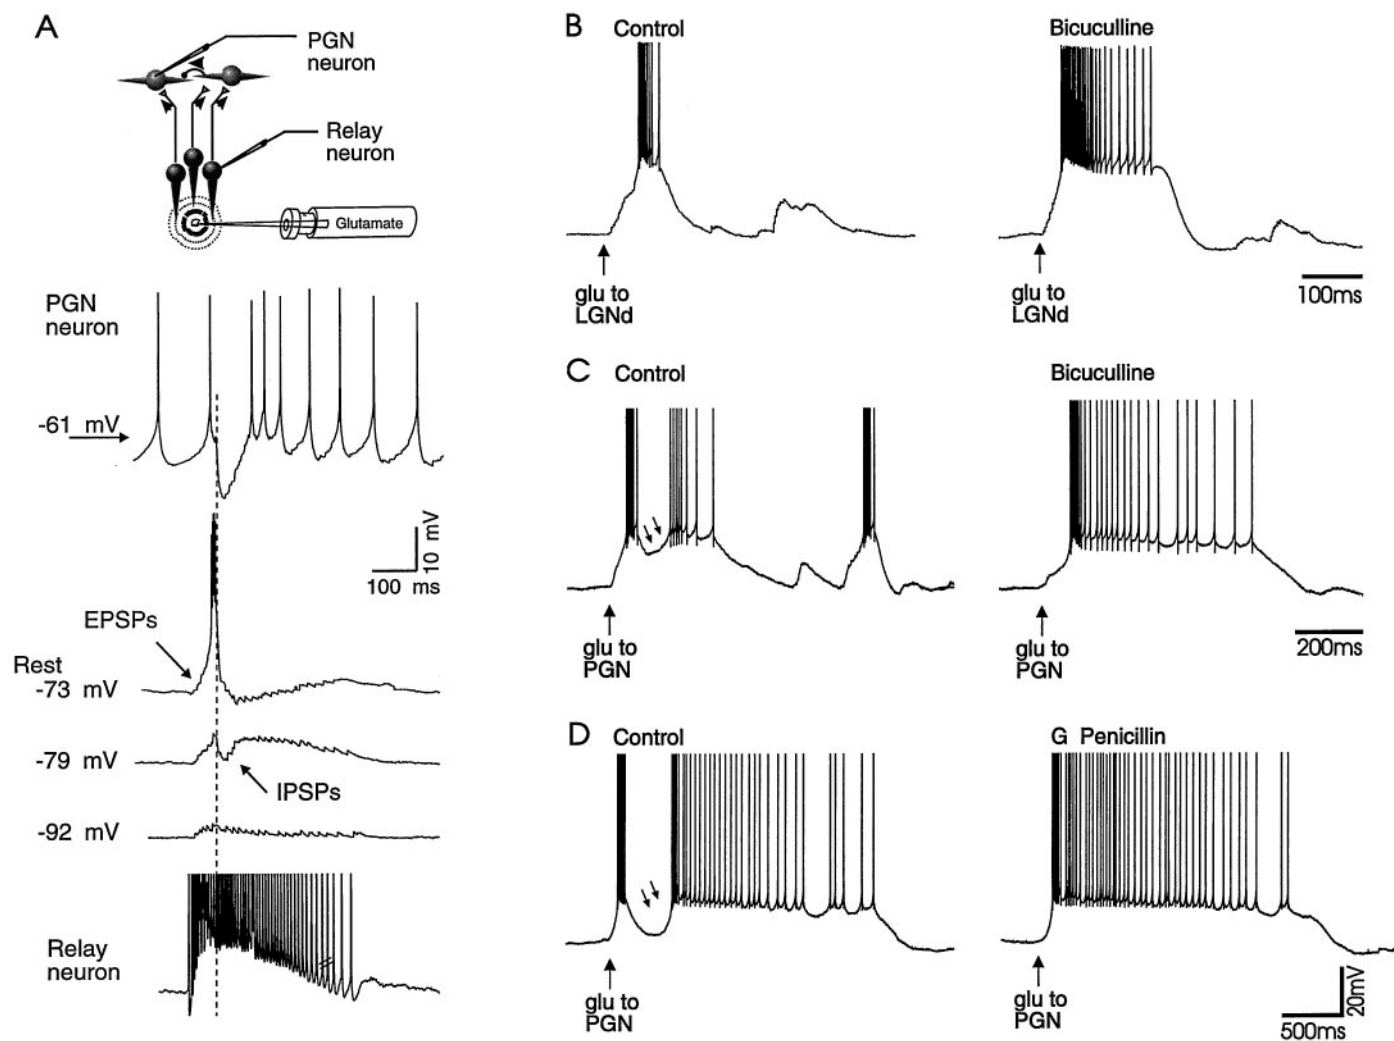 A
PGN
neuron
Relay
neuron
Glutamate
PGN
neuron
-61 mV
10 mV
100 ms
EPSPs
Rest
-73 mV
-79 mV
IPSPs
-92 mV
Relay
neuron
B
Control
Bicuculline
glu to
LGNd
glu to
LGNd
100ms
C
Control
Bicuculline
glu to
PGN
glu to
PGN
200ms
D
Control
G Penicillin
glu to
PGN
glu to
PGN
20mV
500ms